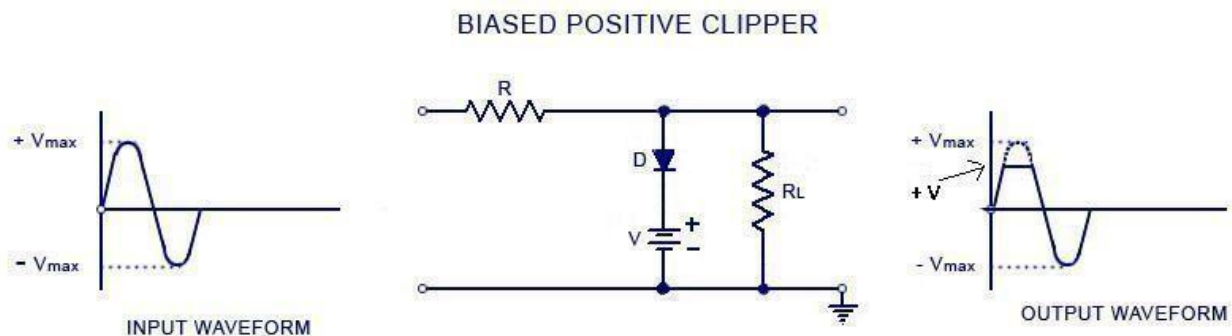 BIASED POSITIVE CLIPPER
R
+ Vmax
- Vmax
INPUT WAVEFORM
D
V
+
-
RL
+ Vmax
+ V
- Vmax
OUTPUT WAVEFORM